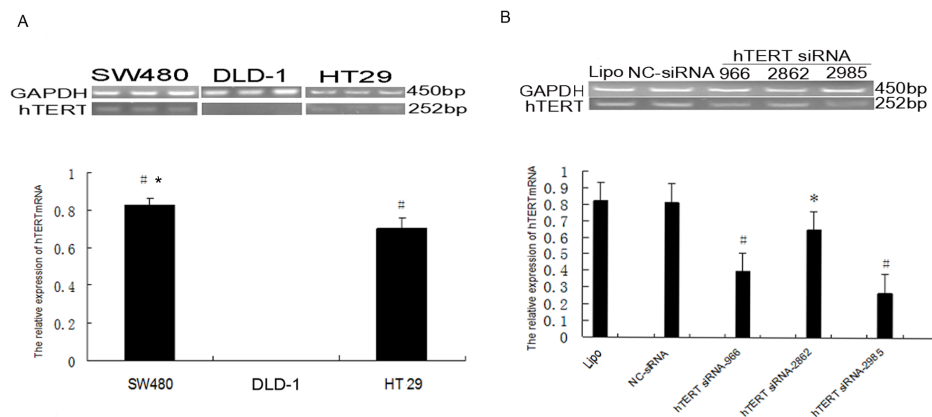 A
SW480 DLD-1 HT29
GAPDH 450bp
hTERT 252bp
The relative expression of hTERTmRNA
1
0.8
0.6
0.4
0.2
0
# *
#
SW480 DLD-1 HT 29
B
hTERT siRNA
Lipo NC-siRNA 966 2862 2985
GAPDH 450bp
hTERT 252bp
The relative expression of hTERTmRNA
1
0.9
0.8
0.7
0.6
0.5
0.4
0.3
0.2
0.1
0
#
*
#
Lipo
NC-siRNA
hTERT siRNA-966
hTERT siRNA-2862
hTERT siRNA-2985